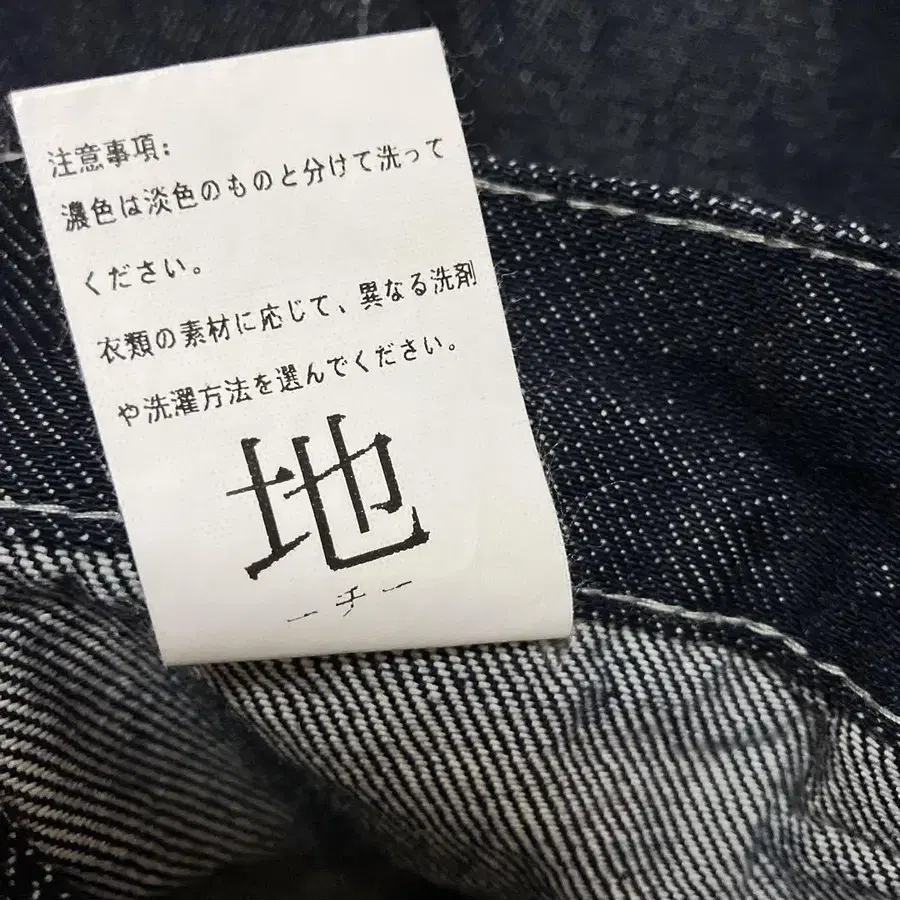 注意事項:
濃色は淡色のものと分けて洗って
ください。
衣類の素材に応じて、異なる洗剤
や洗濯方法を選んでください。
地
ーチー